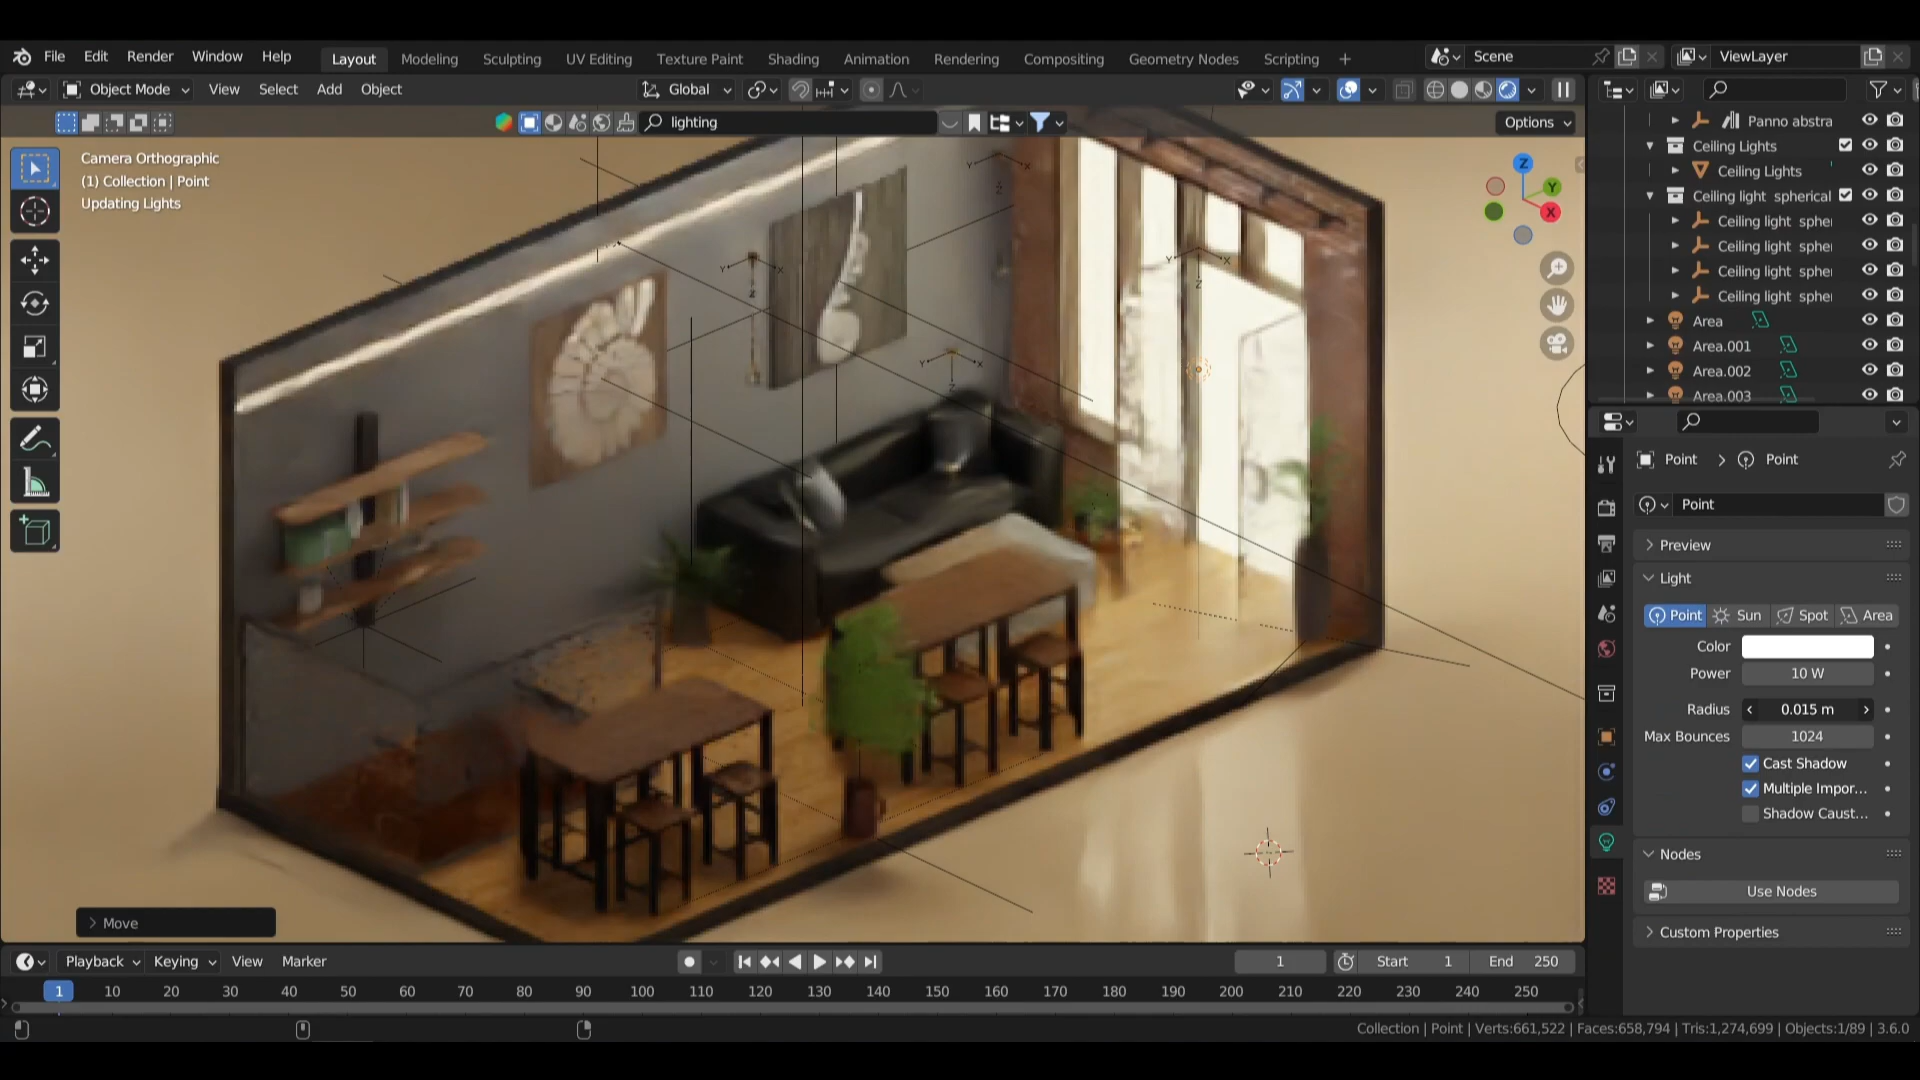 File Edit Render Window Help Layout Modeling Sculpting UV Editing Texture Paint Shading Animation Rendering Compositing Geometry Nodes Scripting + Scene ViewLayer
Object Mode View Select Add Object Global
lighting Options
Camera Orthographic
(1) Collection | Point
Updating Lights
Z
Y
X
Panno abstra
Ceiling Lights
Ceiling Lights
Ceiling light spherical
Ceiling light spher
Ceiling light spher
Ceiling light spher
Ceiling light spher
Area
Area.001
Area.002
Area.003
Point > Point
Point
Preview
Light
Point Sun Spot Area
Color
Power 10 W
Radius 0.015 m
Max Bounces 1024
Cast Shadow
Multiple Impor...
Shadow Caust...
Nodes
Use Nodes
Custom Properties
Move
Playback Keying View Marker 1 Start 1 End 250
1 10 20 30 40 50 60 70 80 90 100 110 120 130 140 150 160 170 180 190 200 210 220 230 240 250
Collection | Point | Verts:661,522 | Faces:658,794 | Tris:1,274,699 | Objects:1/89 | 3.6.0